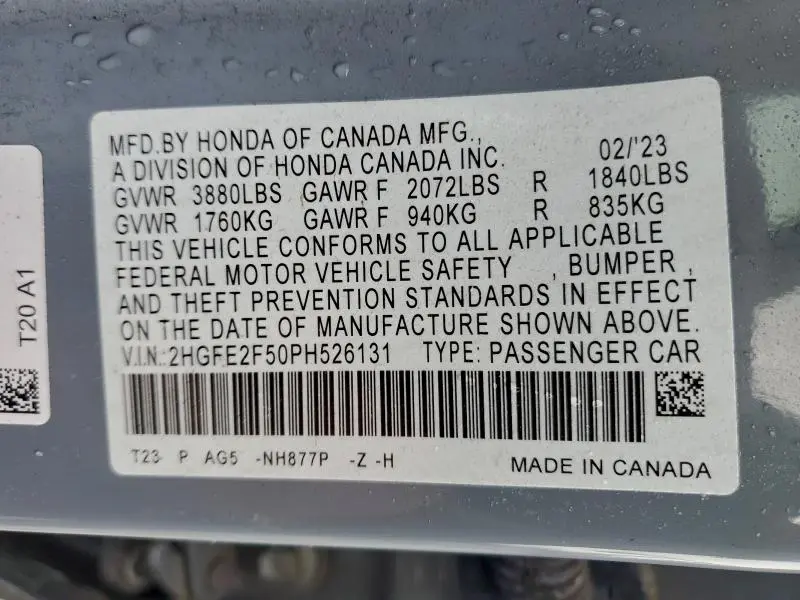 MFD.BY HONDA OF CANADA MFG.,
A DIVISION OF HONDA CANADA INC. 02/'23
GVWR 3880LBS GAWR F 2072LBS R 1840LBS
GVWR 1760KG GAWR F 940KG R 835KG
THIS VEHICLE CONFORMS TO ALL APPLICABLE
FEDERAL MOTOR VEHICLE SAFETY , BUMPER ,
AND THEFT PREVENTION STANDARDS IN EFFECT
ON THE DATE OF MANUFACTURE SHOWN ABOVE.
V.I.N.:2HGFE2F50PH526131 TYPE: PASSENGER CAR
T23 P AG5 -NH877P -Z -H
MADE IN CANADA
T20 A1